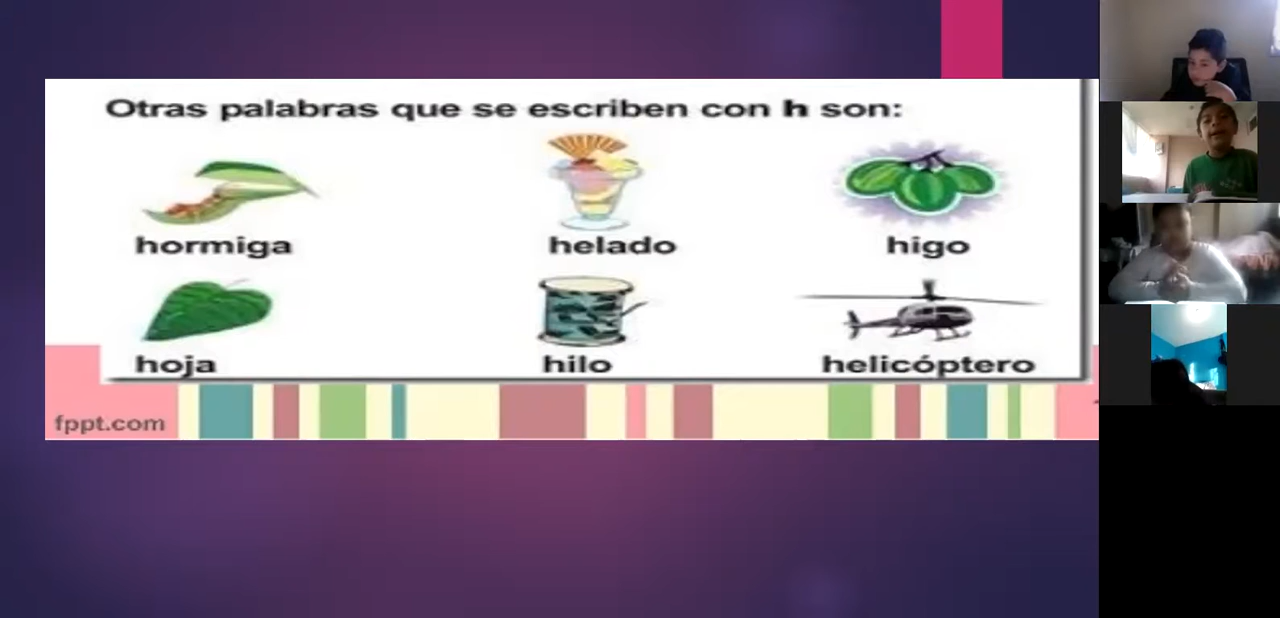 Otras palabras que se escriben con h son:
hormiga helado higo
hoja hilo helicóptero
fppt.com